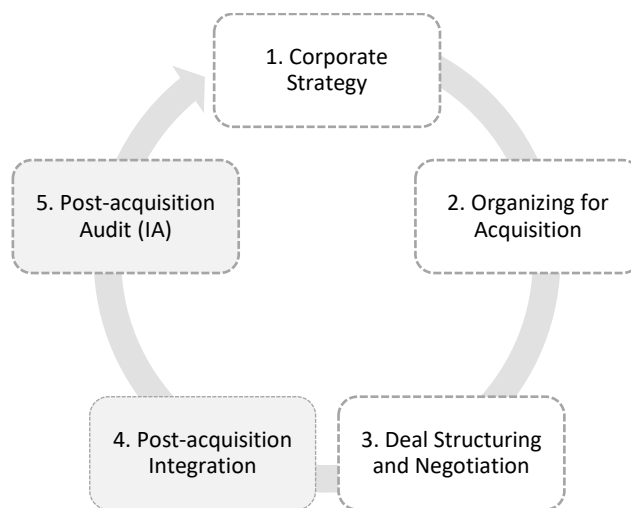 1. Corporate
Strategy
2. Organizing for
Acquisition
3. Deal Structuring
and Negotiation
4. Post-acquisition
Integration
5. Post-acquisition
Audit (IA)